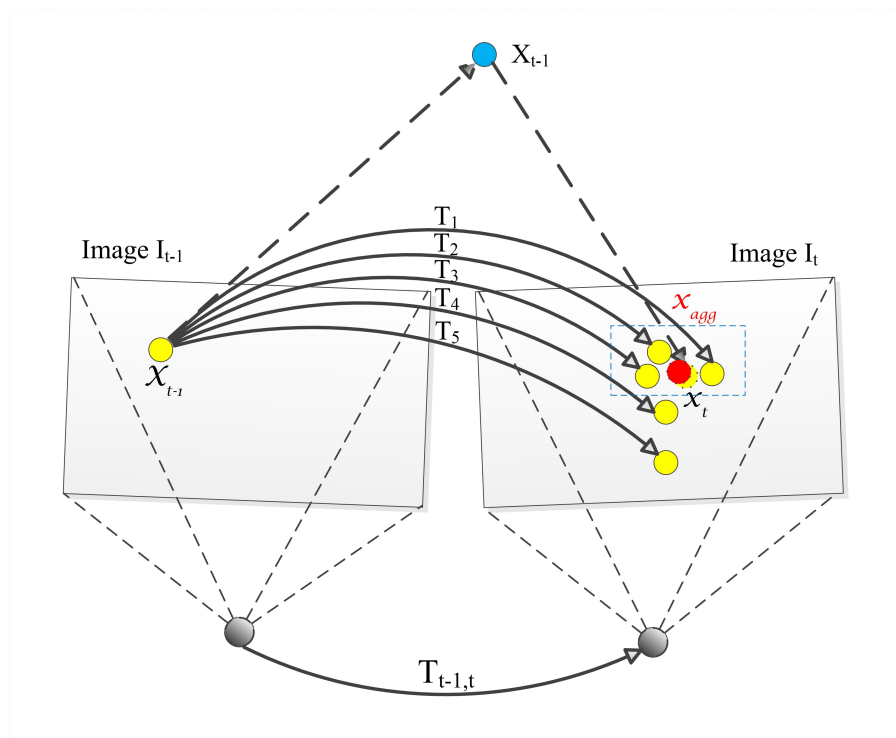 X_{t-1}
T_1
Image I_{t-1}
T_2
Image I_t
T_3
T_4
x_{agg}
T_5
x_{t-1}
x_t
T_{t-1,t}